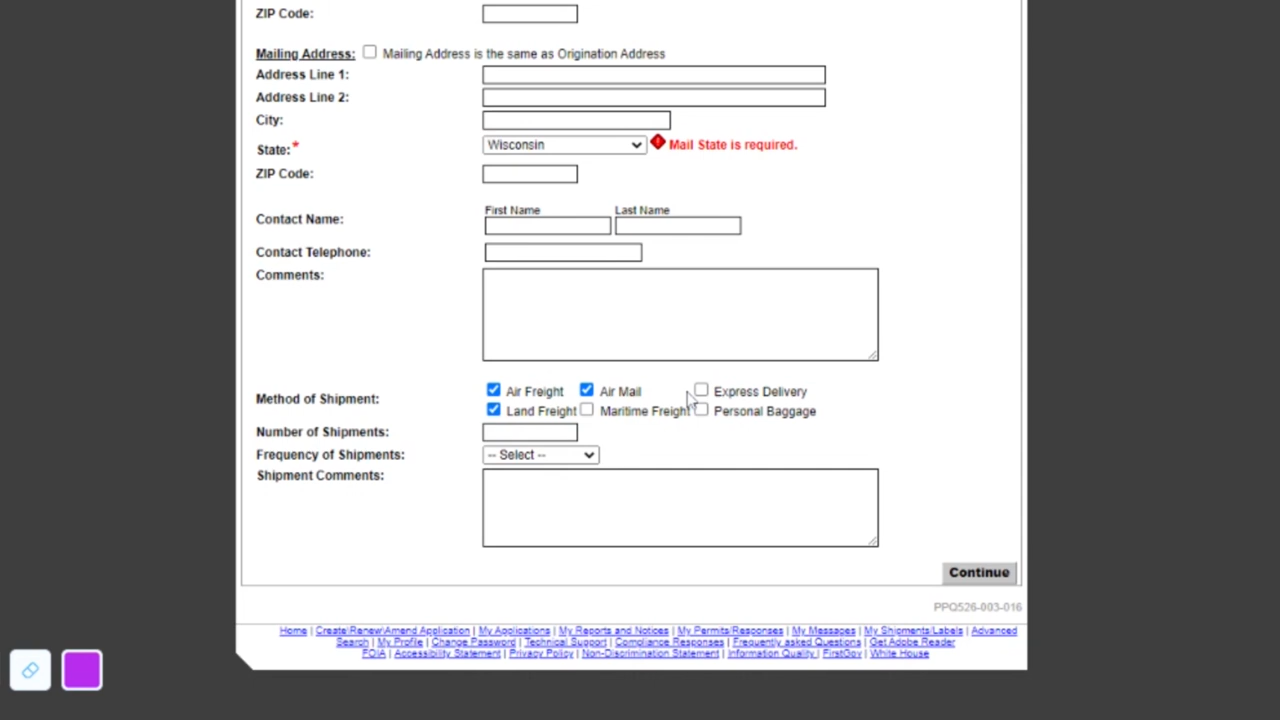 ZIP Code:
Mailing Address: Mailing Address is the same as Origination Address
Address Line 1:
Address Line 2:
City:
State:* Wisconsin Mail State is required.
ZIP Code:
First Name Last Name
Contact Name:
Contact Telephone:
Comments:
Air Freight Air Mail Express Delivery
Method of Shipment:
Land Freight Maritime Freight Personal Baggage
Number of Shipments:
Frequency of Shipments: -- Select --
Shipment Comments:
Continue
PPQ526-003-016
Home | Create/Renew/Amend Application | My Applications | My Reports and Notices | My Permits/Responses | My Messages | My Shipments/Labels | Advanced
Search | My Profile | Change Password | Technical Support | Compliance Responses | Frequently asked Questions | Get Adobe Reader
FOIA | Accessibility Statement | Privacy Policy | Non-Discrimination Statement | Information Quality | FirstGov | White House